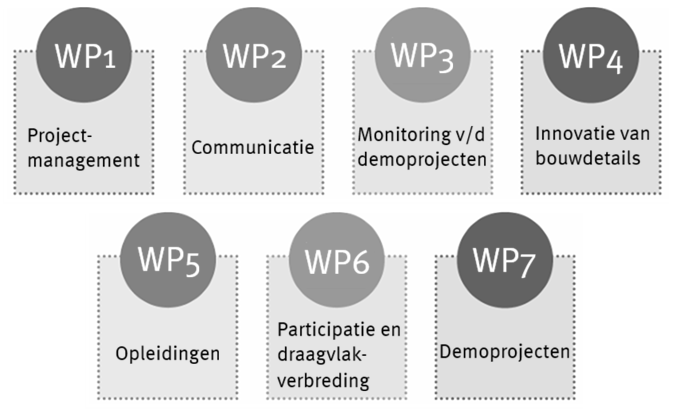 WP1
Project-
management
WP2
Communicatie
WP3
Monitoring v/d
demoprojecten
WP4
Innovatie van
bouwdetails
WP5
Opleidingen
WP6
Participatie en
draagvlak-
verbreding
WP7
Demoprojecten